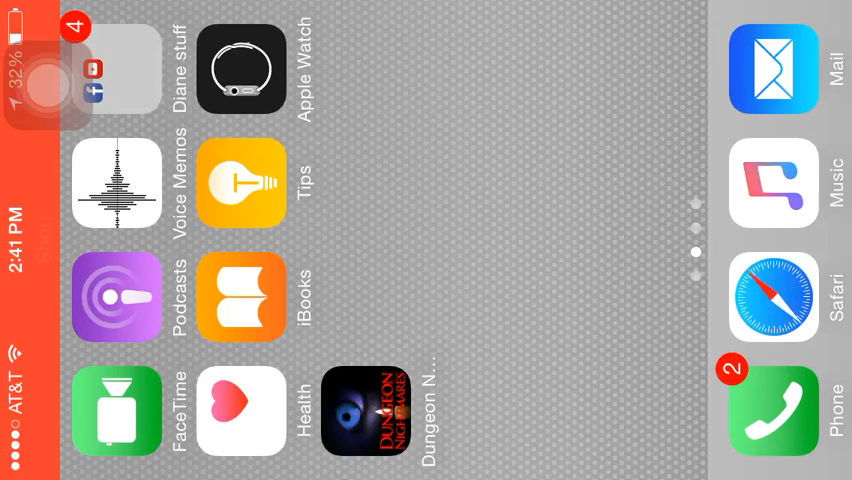 AT&T 2:41 PM 32%
FaceTime Podcasts Voice Memos Diane stuff
4
Health iBooks Tips Apple Watch
DUNGEON
NIGHTMARES
Dungeon N...
2
Phone Safari Music Mail